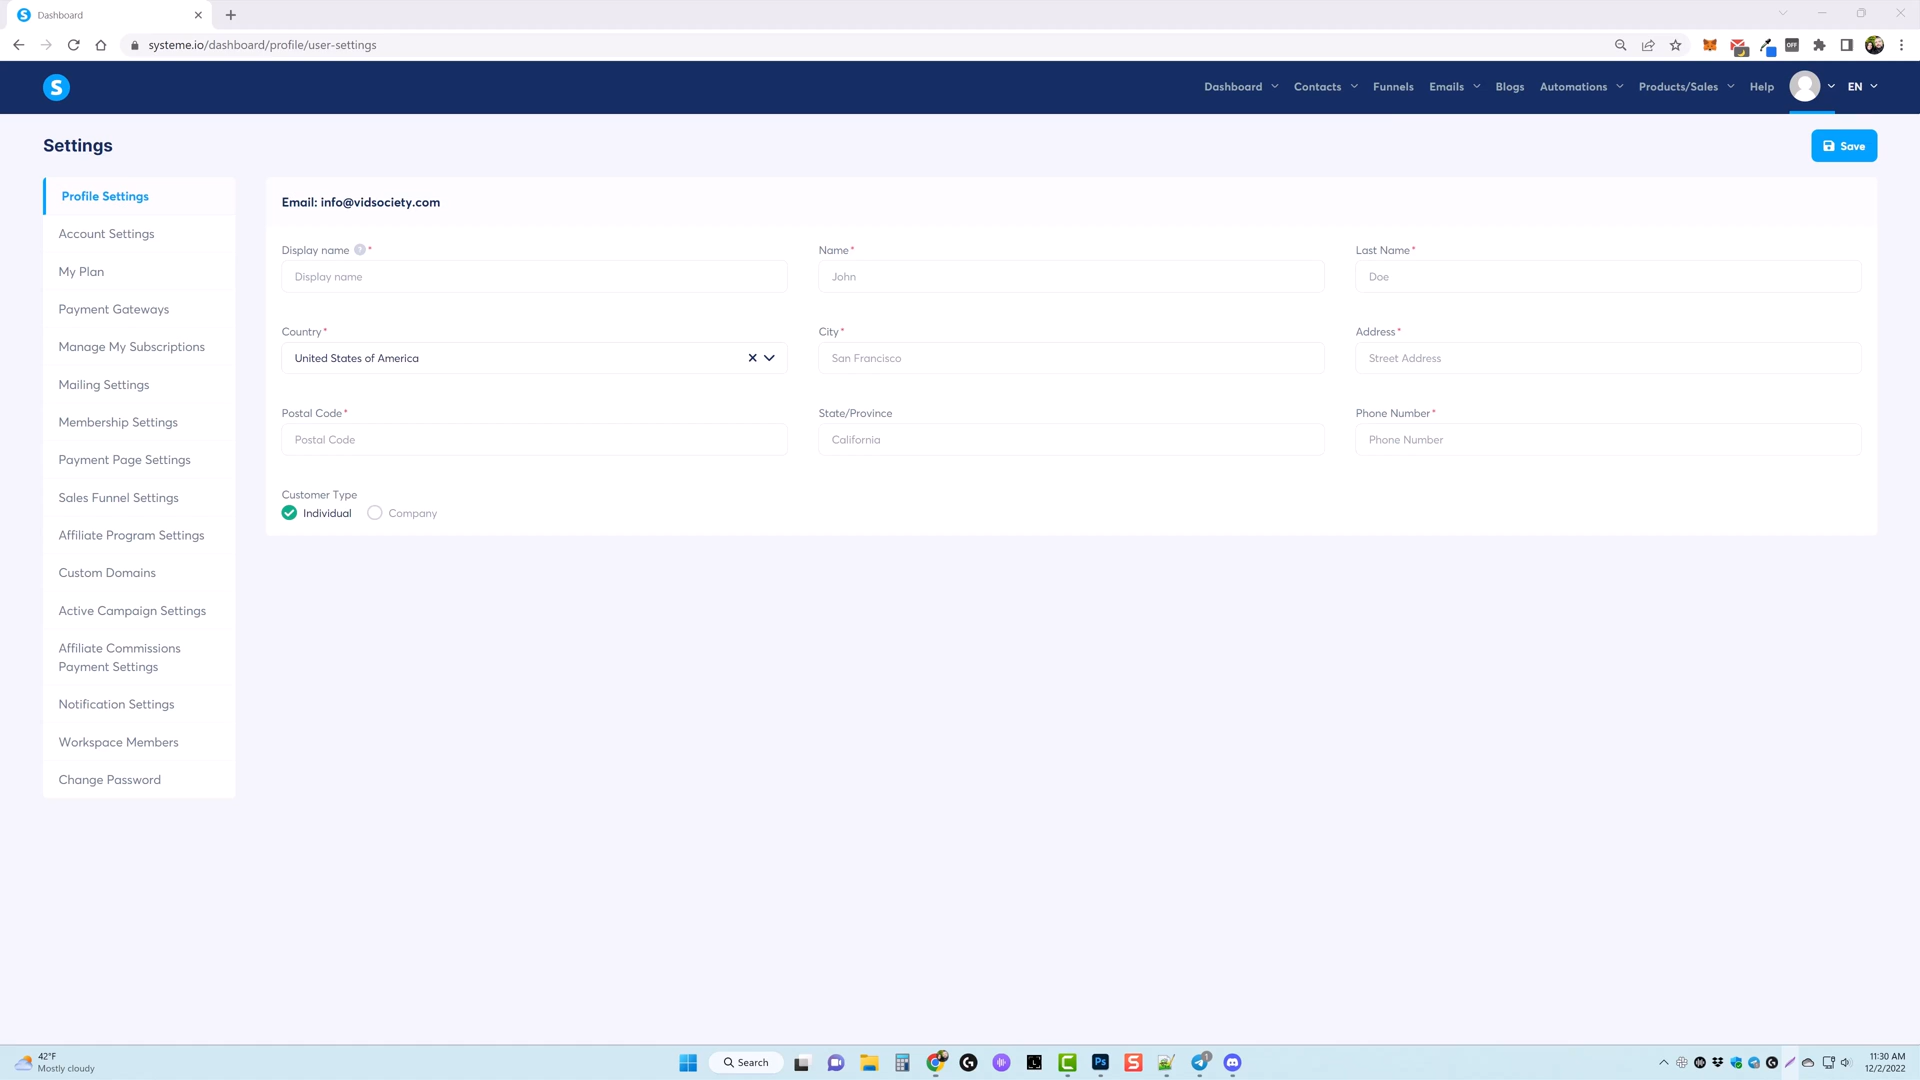 Dashboard
systeme.io/dashboard/profile/user-settings
OFF
S
Dashboard
Contacts
Funnels
Emails
Blogs
Automations
Products/Sales
Help
EN
Settings
Save
Profile Settings
Account Settings
My Plan
Payment Gateways
Manage My Subscriptions
Mailing Settings
Membership Settings
Payment Page Settings
Sales Funnel Settings
Affiliate Program Settings
Custom Domains
Active Campaign Settings
Affiliate Commissions
Payment Settings
Notification Settings
Workspace Members
Change Password
Email: info@vidsociety.com
Display name ? *
Display name
Name *
John
Last Name *
Doe
Country *
United States of America
City *
San Francisco
Address *
Street Address
Postal Code *
Postal Code
State/Province
California
Phone Number *
Phone Number
Customer Type
Individual
Company
42°F
Mostly cloudy
Search
Ps
S
1
11:30 AM
12/2/2022